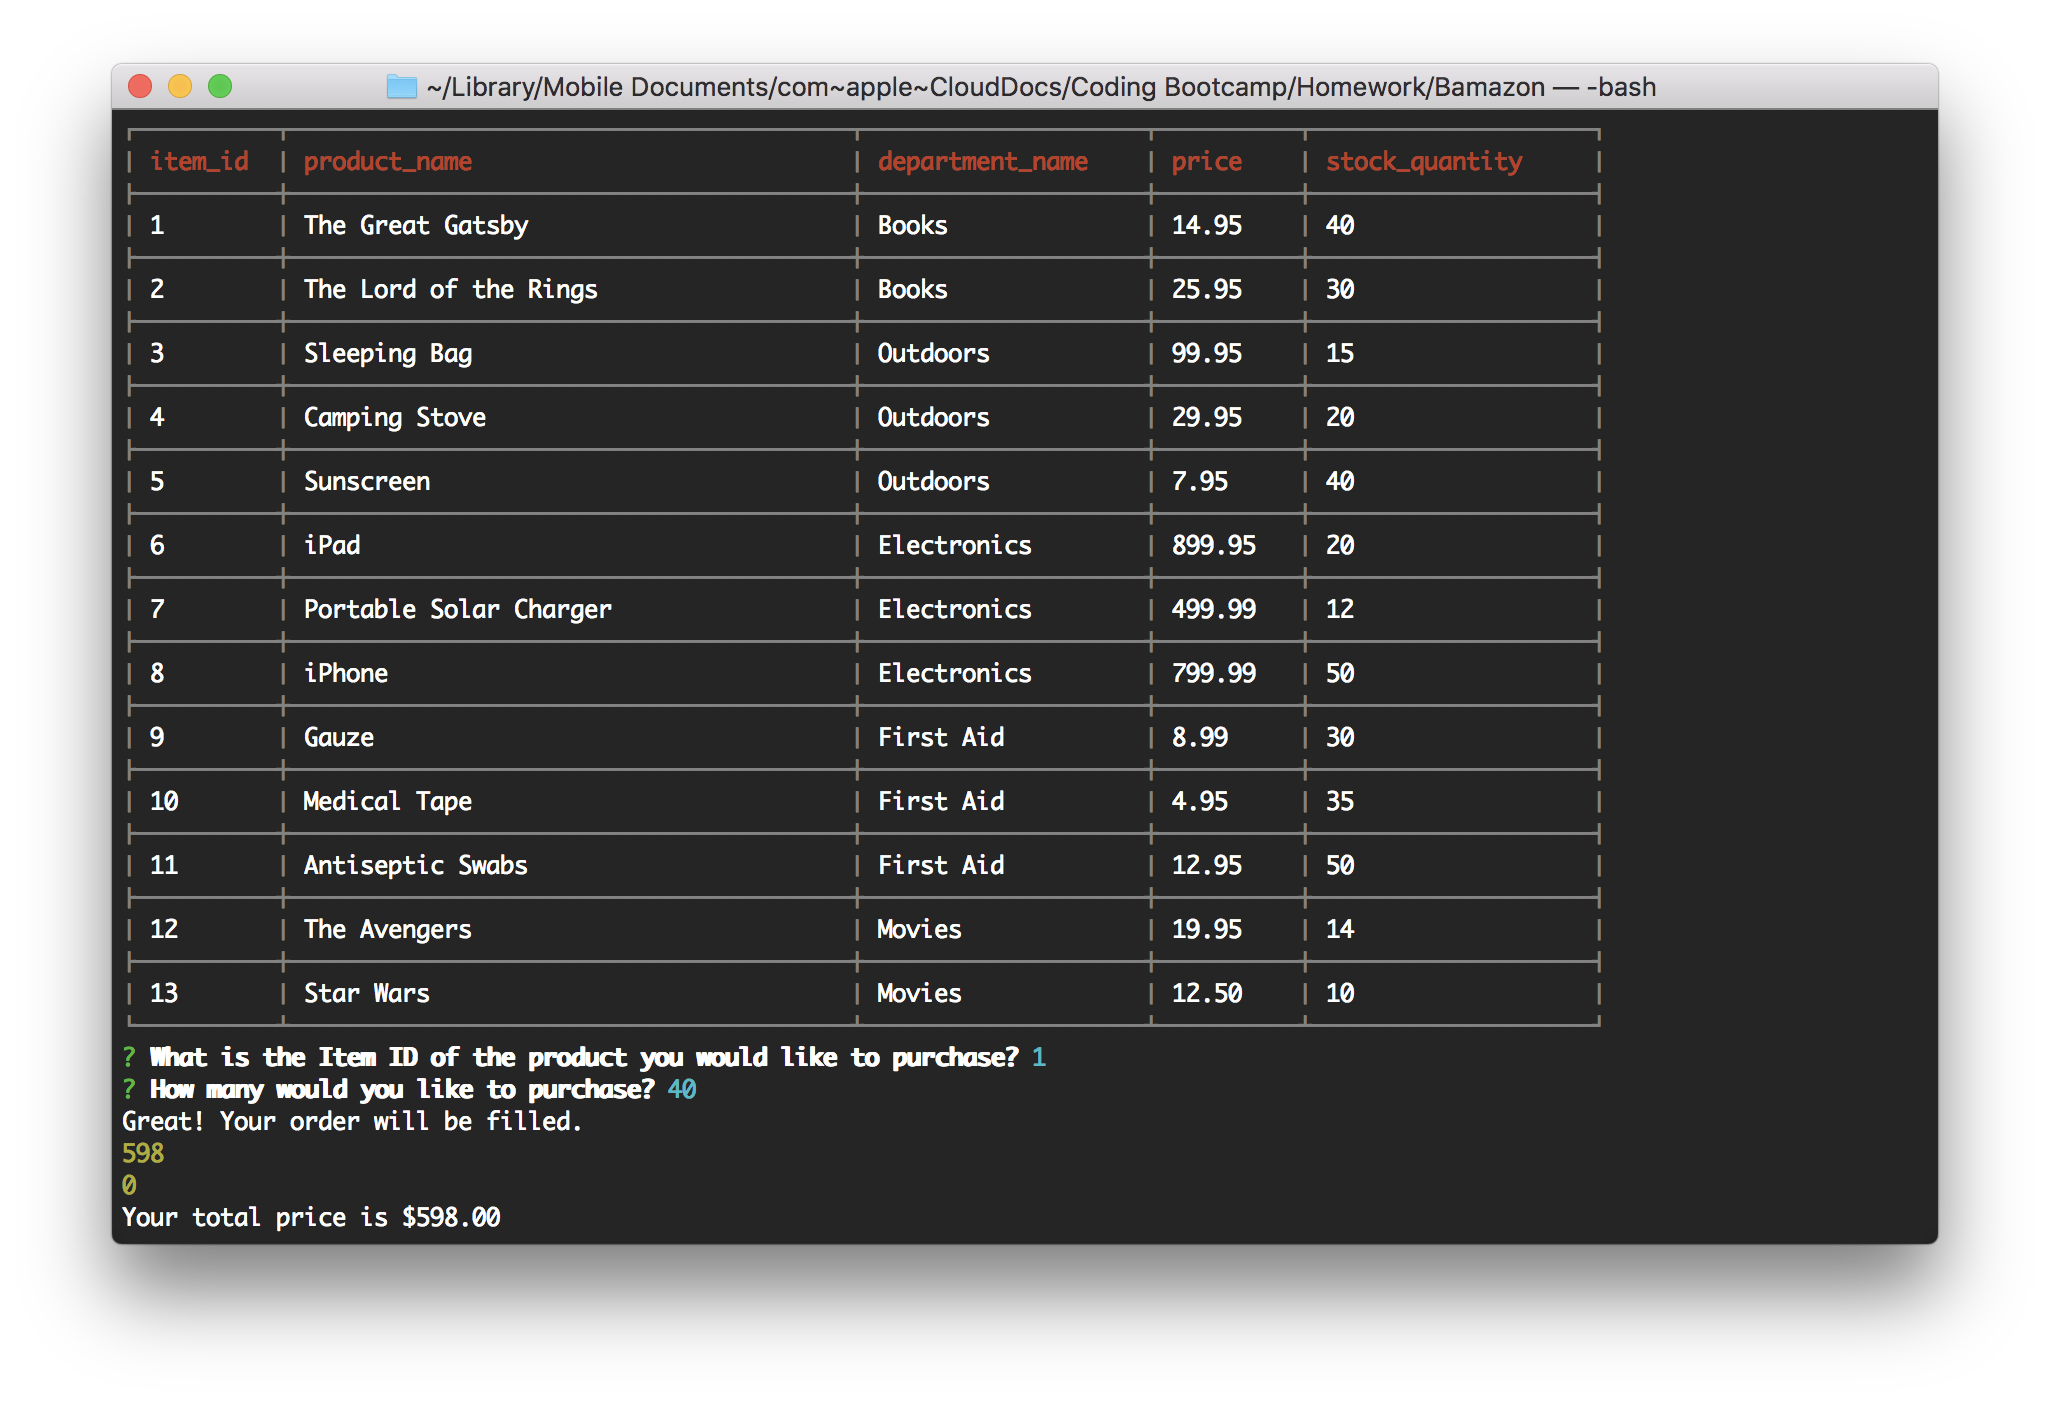 ~/Library/Mobile Documents/com~apple~CloudDocs/Coding Bootcamp/Homework/Bamazon — -bash
item_id product_name department_name price stock_quantity
1 The Great Gatsby Books 14.95 40
2 The Lord of the Rings Books 25.95 30
3 Sleeping Bag Outdoors 99.95 15
4 Camping Stove Outdoors 29.95 20
5 Sunscreen Outdoors 7.95 40
6 iPad Electronics 899.95 20
7 Portable Solar Charger Electronics 499.99 12
8 iPhone Electronics 799.99 50
9 Gauze First Aid 8.99 30
10 Medical Tape First Aid 4.95 35
11 Antiseptic Swabs First Aid 12.95 50
12 The Avengers Movies 19.95 14
13 Star Wars Movies 12.50 10
? What is the Item ID of the product you would like to purchase? 1
? How many would you like to purchase? 40
Great! Your order will be filled.
598
0
Your total price is $598.00